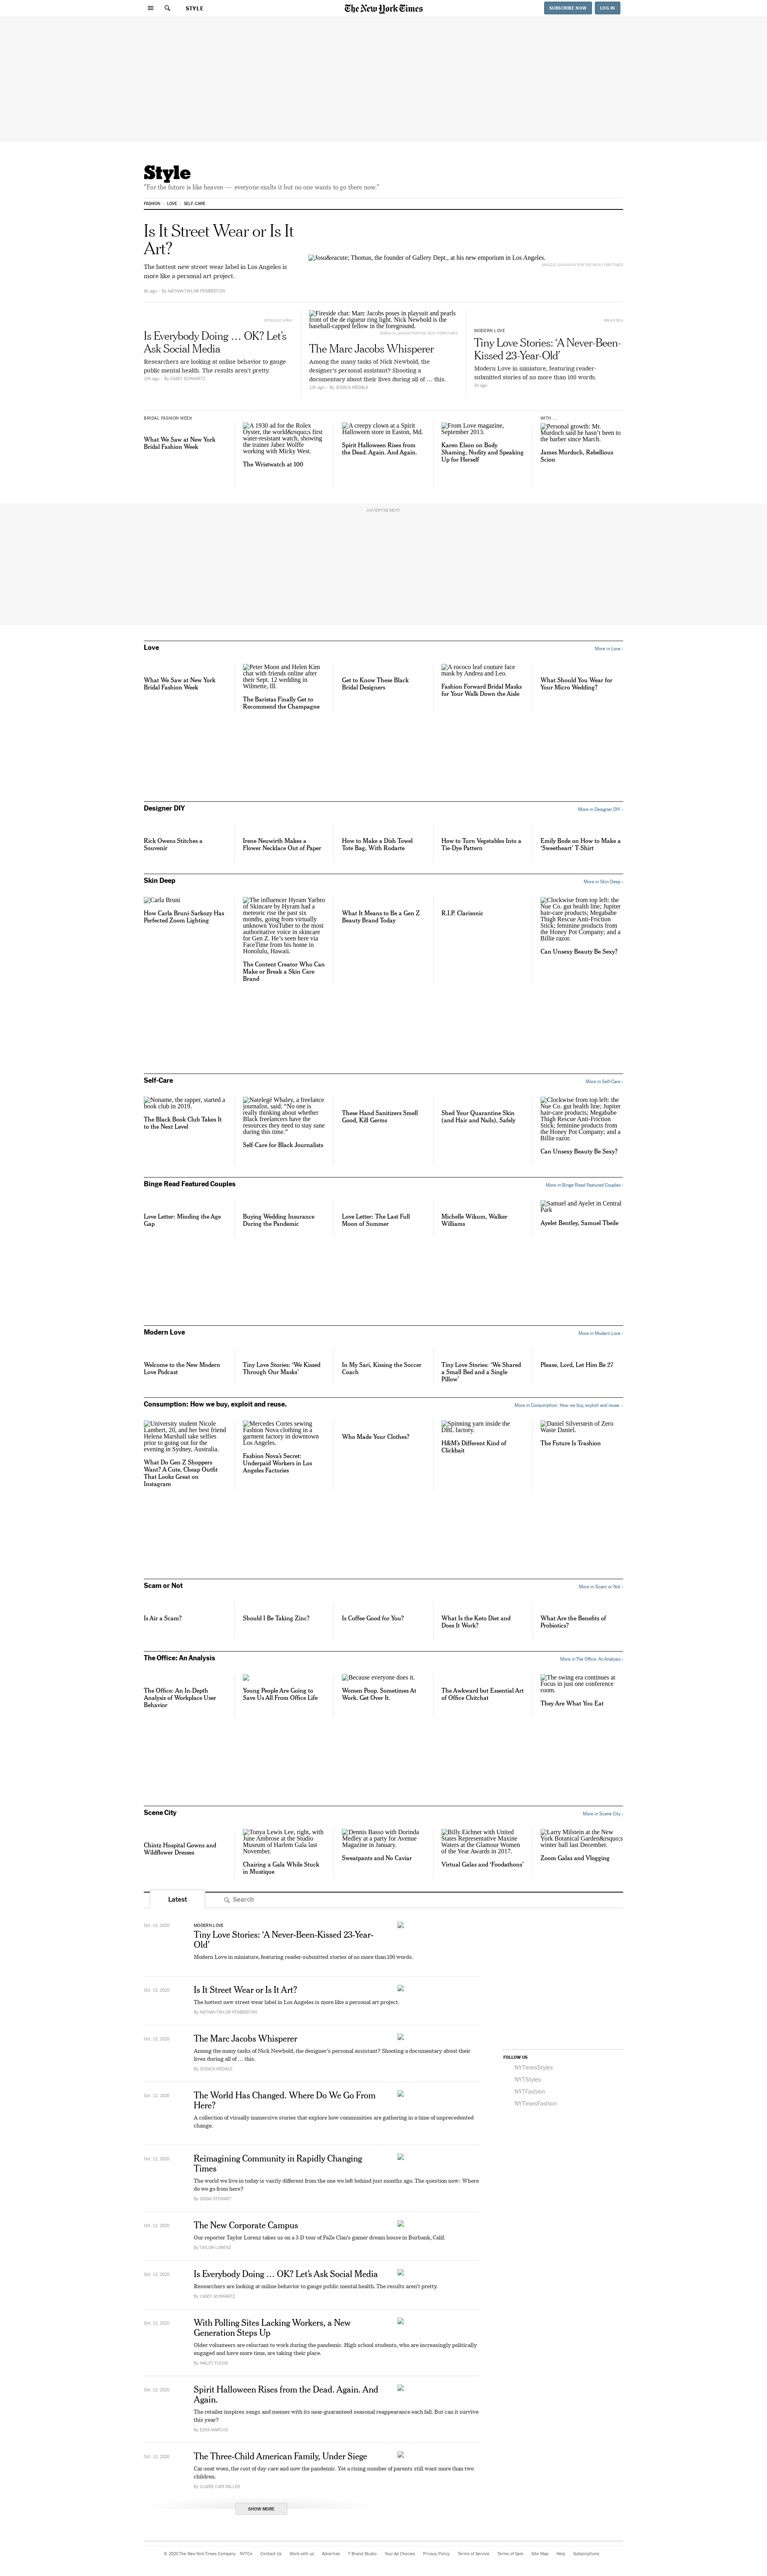 STYLE
The New York Times
SUBSCRIBE NOW
LOG IN
Style
"For the future is like heaven — everyone exalts it but no one wants to go there now."
FASHION
LOVE
SELF-CARE
Is It Street Wear or Is It
Art?
The hottest new street wear label in Los Angeles is
more like a personal art project.
9h ago
By NATHAN TAYLOR PEMBERTON
Josu&eacute; Thomas, the founder of Gallery Dept., at his new emporium in Los Angeles.
MAGGIE SHANNON FOR THE NEW YORK TIMES
Is Everybody Doing … OK? Let's
Ask Social Media
Researchers are looking at online behavior to gauge
public mental health. The results aren't pretty.
By CASEY SCHWARTZ
Fireside chat: Marc Jacobs poses in playsuit and pearls
front of the de rigueur ring light. Nick Newbold is the
baseball-capped fellow in the foreground.
The Marc Jacobs Whisperer
Among the many tasks of Nick Newbold, the
designer's personal assistant? Shooting a
documentary about their lives during all of … this.
13h ago
By JESSICA IREDALE
BRIAN REA
MODERN LOVE
Tiny Love Stories: 'A Never-Been-
Kissed 23-Year-Old'
Modern Love in miniature, featuring reader-
submitted stories of no more than 100 words.
BRIDAL FASHION WEEK
What We Saw at New York
Bridal Fashion Week
A 1930 ad for the Rolex
Oyster, the world&rsquo;s first
water-resistant watch, showing
the trainer Jabez Wolffe
working with Micky West.
The Wristwatch at 100
A creepy clown at a Spirit
Halloween store in Easton, Md.
Spirit Halloween Rises from
the Dead. Again. And Again.
From Love magazine,
September 2013.
Karen Elson on Body
Shaming, Nudity and Speaking
Up for Herself
WITH ...
Personal growth: Mr.
Murdoch said he hasn't been to
the barber since March.
James Murdoch, Rebellious
Scion
ADVERTISEMENT
Love
More in Love ›
What We Saw at New York
Bridal Fashion Week
Peter Moon and Helen Kim
chat with friends online after
their Sept. 12 wedding in
Wilmette, Ill.
The Baristas Finally Get to
Recommend the Champagne
Get to Know These Black
Bridal Designers
A rococo leaf couture face
mask by Andrea and Leo.
Fashion Forward Bridal Masks
for Your Walk Down the Aisle
What Should You Wear for
Your Micro Wedding?
Designer DIY
More in Designer DIY ›
Rick Owens Stitches a
Souvenir
Irene Neuwirth Makes a
Flower Necklace Out of Paper
How to Make a Dish Towel
Tote Bag, With Rodarte
How to Turn Vegetables Into a
Tie-Dye Pattern
Emily Bode on How to Make a
'Sweetheart' T-Shirt
Skin Deep
More in Skin Deep ›
Carla Bruni
How Carla Bruni-Sarkozy Has
Perfected Zoom Lighting
The influencer Hyram Yarbro
of Skincare by Hyram had a
meteoric rise the past six
months, going from virtually
unknown YouTuber to the most
authoritative voice in skincare
for Gen Z. He's seen here via
FaceTime from his home in
Honolulu, Hawaii.
The Content Creator Who Can
Make or Break a Skin Care
Brand
What It Means to Be a Gen Z
Beauty Brand Today
R.I.P. Clarisonic
Clockwise from top left: the
Nue Co. gut health line; Jupiter
hair-care products; Megababe
Thigh Rescue Anti-Friction
Stick; feminine products from
the Honey Pot Company; and a
Billie razor.
Can Unsexy Beauty Be Sexy?
Self-Care
More in Self-Care ›
Noname, the rapper, started a
book club in 2019.
The Black Book Club Takes It
to the Next Level
Natelegé Whaley, a freelance
journalist, said: "No one is
really thinking about whether
Black freelancers have the
resources they need to stay sane
during this time."
Self-Care for Black Journalists
These Hand Sanitizers Smell
Good, Kill Germs
Shed Your Quarantine Skin
(and Hair and Nails), Safely
Clockwise from top left: the
Nue Co. gut health line; Jupiter
hair-care products; Megababe
Thigh Rescue Anti-Friction
Stick; feminine products from
the Honey Pot Company; and a
Billie razor.
Can Unsexy Beauty Be Sexy?
Binge Read Featured Couples
More in Binge Read Featured Couples ›
Love Letter: Minding the Age
Gap
Buying Wedding Insurance
During the Pandemic
Love Letter: The Last Full
Moon of Summer
Michelle Wikum, Walker
Williams
Samuel and Ayelet in Central
Park
Ayelet Bentley, Samuel Tbeile
Modern Love
More in Modern Love ›
Welcome to the New Modern
Love Podcast
Tiny Love Stories: 'We Kissed
Through Our Masks'
In My Sari, Kissing the Soccer
Coach
Tiny Love Stories: 'We Shared
a Small Bed and a Single
Pillow'
Please, Lord, Let Him Be 27
Consumption: How we buy, exploit and reuse.
More in Consumption: How we buy, exploit and reuse. ›
University student Nicole
Lambert, 20, and her best friend
Helena Marshall take selfies
prior to going out for the
evening in Sydney, Australia.
What Do Gen Z Shoppers
Want? A Cute, Cheap Outfit
That Looks Great on
Instagram
Mercedes Cortes sewing
Fashion Nova clothing in a
garment factory in downtown
Los Angeles.
Fashion Nova's Secret:
Underpaid Workers in Los
Angeles Factories
Who Made Your Clothes?
Spinning yarn inside the
DBL factory.
H&M's Different Kind of
Clickbait
Daniel Silverstein of Zero
Waste Daniel.
The Future Is Trashion
Scam or Not
More in Scam or Not ›
Is Air a Scam?
Should I Be Taking Zinc?
Is Coffee Good for You?
What Is the Keto Diet and
Does It Work?
What Are the Benefits of
Probiotics?
The Office: An Analysis
More in The Office: An Analysis ›
The Office: An In-Depth
Analysis of Workplace User
Behavior
Young People Are Going to
Save Us All From Office Life
Because everyone does it.
Women Poop. Sometimes At
Work. Get Over It.
The Awkward but Essential Art
of Office Chitchat
The swing era continues at
Focus in just one conference
room.
They Are What You Eat
Scene City
More in Scene City ›
Chintz Hospital Gowns and
Wildflower Dresses
Tonya Lewis Lee, right, with
June Ambrose at the Studio
Museum of Harlem Gala last
November.
Chairing a Gala While Stuck
in Mustique
Dennis Basso with Dorinda
Medley at a party for Avenue
Magazine in January.
Sweatpants and No Caviar
Billy Eichner with United
States Representative Maxine
Waters at the Glamour Women
of the Year Awards in 2017.
Virtual Galas and 'Foodathons'
Larry Milstein at the New
York Botanical Garden&rsquo;s
winter ball last December.
Zoom Galas and Vlogging
Latest
Search
Oct. 13, 2020
MODERN LOVE
Tiny Love Stories: 'A Never-Been-Kissed 23-Year-
Old'
Modern Love in miniature, featuring reader-submitted stories of no more than 100 words.
Oct. 13, 2020
Is It Street Wear or Is It Art?
The hottest new street wear label in Los Angeles is more like a personal art project.
By NATHAN TAYLOR PEMBERTON
Oct. 13, 2020
The Marc Jacobs Whisperer
Among the many tasks of Nick Newbold, the designer's personal assistant? Shooting a documentary about their
lives during all of … this.
By JESSICA IREDALE
FOLLOW US
NYTimesStyles
NYTStyles
NYTFashion
NYTimesFashion
Oct. 12, 2020
The World Has Changed. Where Do We Go From
Here?
A collection of visually immersive stories that explore how communities are gathering in a time of unprecedented
change.
Oct. 12, 2020
Reimagining Community in Rapidly Changing
Times
The world we live in today is vastly different from the one we left behind just months ago. The question now: Where
do we go from here?
By DODAI STEWART
Oct. 12, 2020
The New Corporate Campus
Our reporter Taylor Lorenz takes us on a 3-D tour of FaZe Clan's gamer dream house in Burbank, Calif.
By TAYLOR LORENZ
Oct. 12, 2020
Is Everybody Doing … OK? Let's Ask Social Media
Researchers are looking at online behavior to gauge public mental health. The results aren't pretty.
By CASEY SCHWARTZ
Oct. 12, 2020
With Polling Sites Lacking Workers, a New
Generation Steps Up
Older volunteers are reluctant to work during the pandemic. High school students, who are increasingly politically
engaged and have more time, are taking their place.
By HAILEY FUCHS
Oct. 12, 2020
Spirit Halloween Rises from the Dead. Again. And
Again.
The retailer inspires songs and memes with its near-guaranteed seasonal reappearance each fall. But can it survive
this year?
By EZRA MARCUS
Oct. 12, 2020
The Three-Child American Family, Under Siege
Car-seat woes, the cost of day care and now the pandemic. Yet a rising number of parents still want more than two
children.
By CLAIRE CAIN MILLER
SHOW MORE
© 2020 The New York Times Company
NYTCo
Contact Us
Work with us
Advertise
T Brand Studio
Your Ad Choices
Privacy Policy
Terms of Service
Terms of Sale
Site Map
Help
Subscriptions